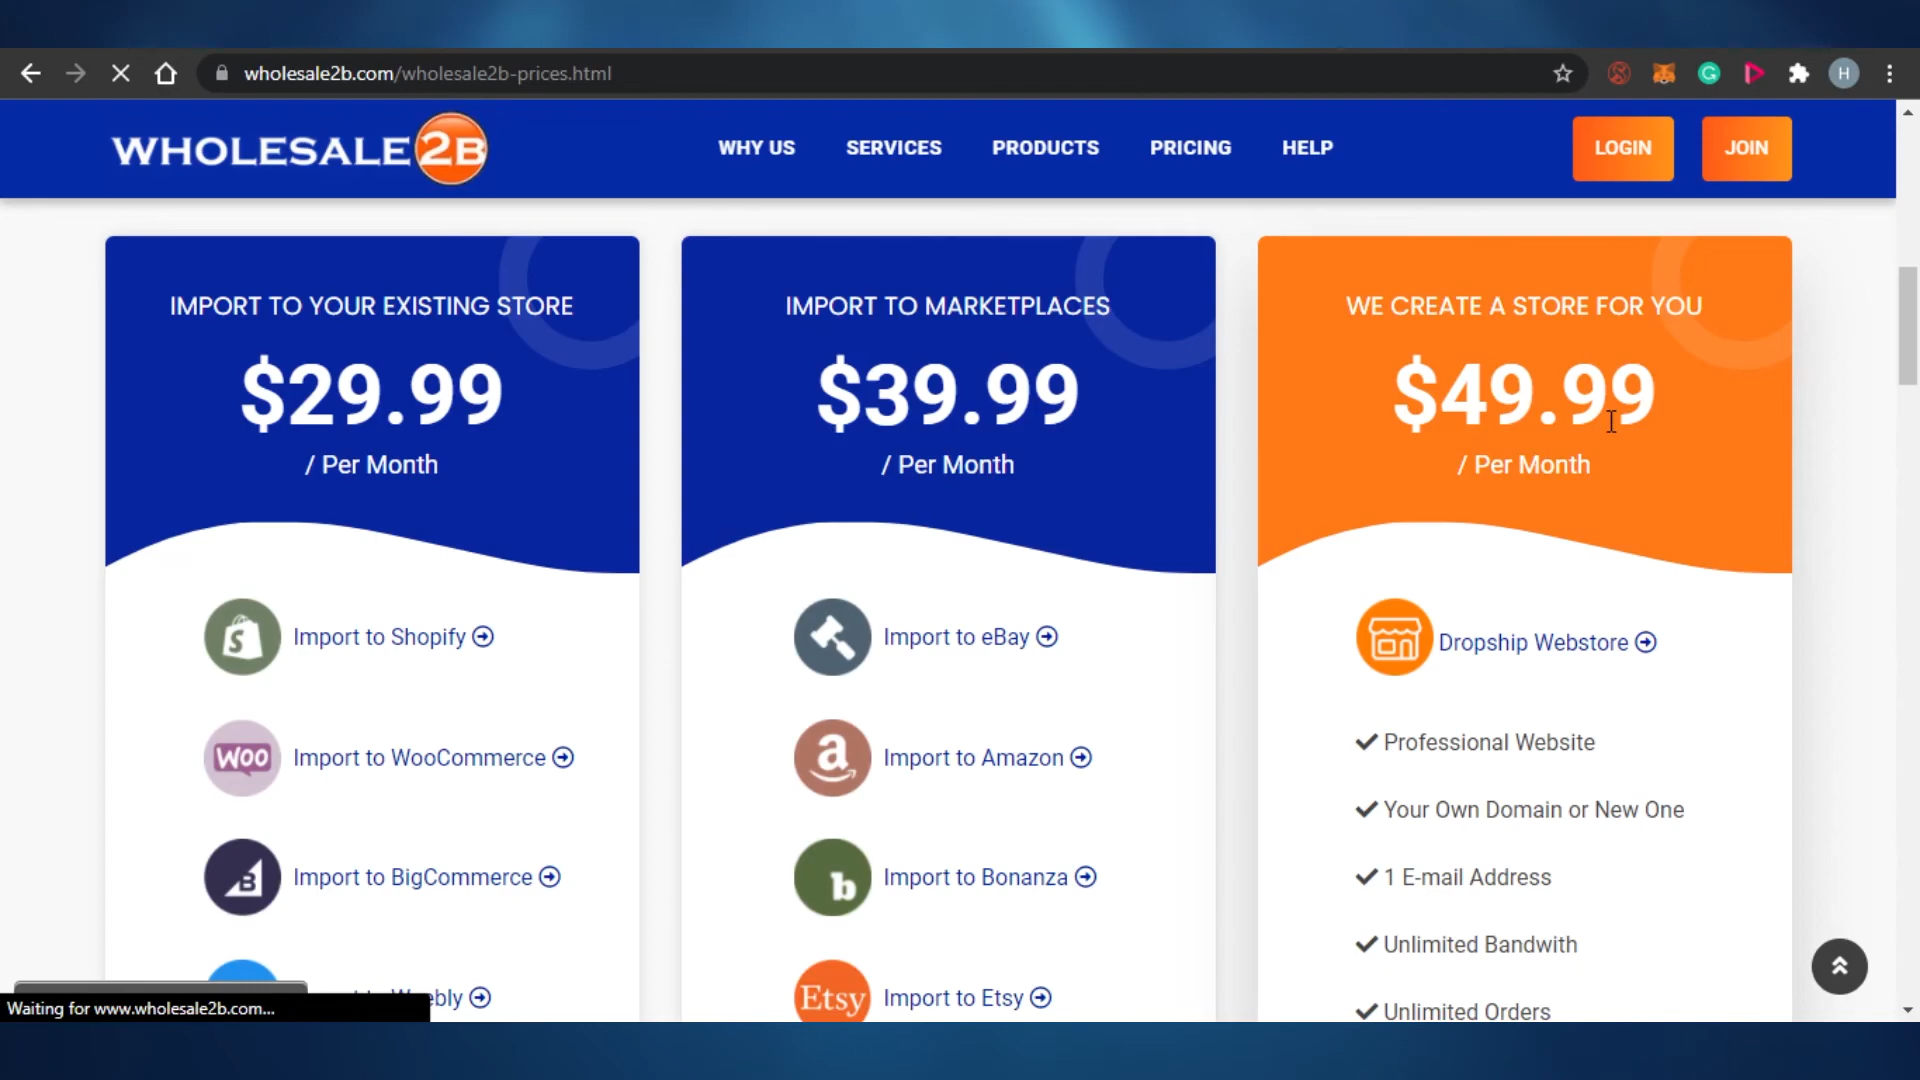 wholesale2b.com/wholesale2b-prices.html
H
WHOLESALE2B
WHY US
SERVICES
PRODUCTS
PRICING
HELP
LOGIN
JOIN
IMPORT TO YOUR EXISTING STORE
$29.99
/ Per Month
Import to Shopify
WOO
Import to WooCommerce
B
Import to BigCommerce
ebly
IMPORT TO MARKETPLACES
$39.99
/ Per Month
Import to eBay
a
Import to Amazon
b
Import to Bonanza
Etsy
Import to Etsy
WE CREATE A STORE FOR YOU
$49.99
/ Per Month
Dropship Webstore
Professional Website
Your Own Domain or New One
1 E-mail Address
Unlimited Bandwith
Unlimited Orders
Waiting for www.wholesale2b.com...